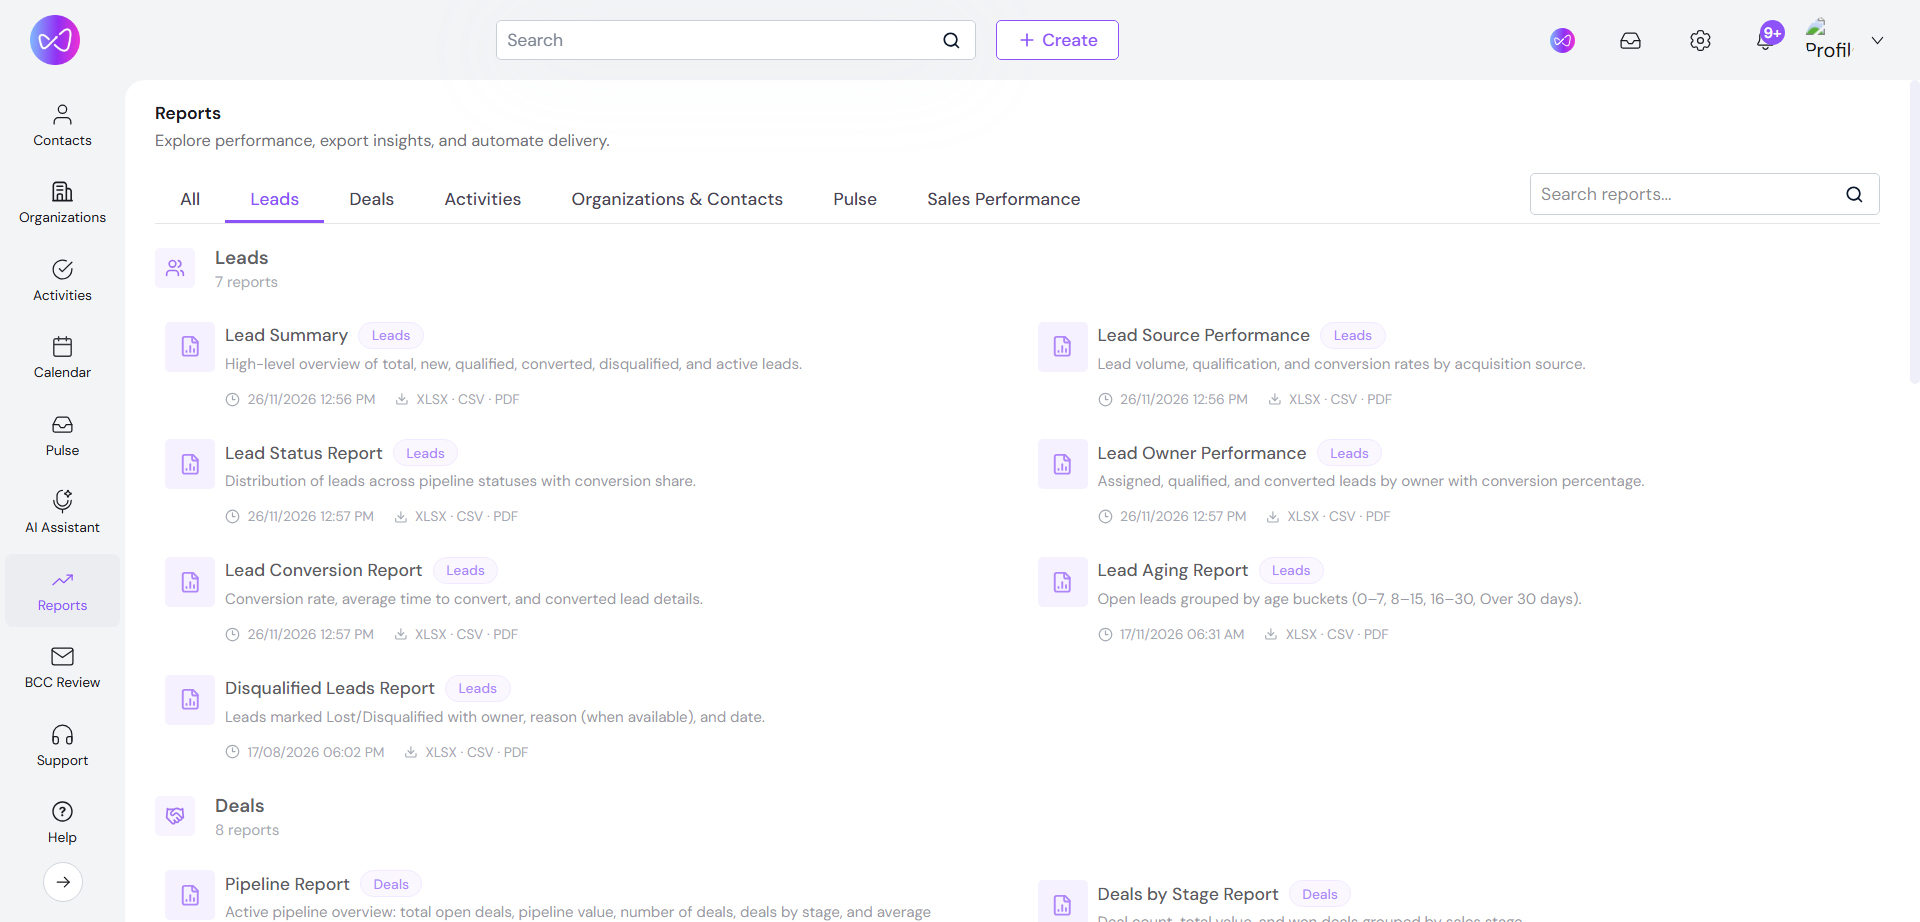 Search
+ Create
9+
Profil
Contacts
Organizations
Activities
Calendar
Pulse
AI Assistant
Reports
BCC Review
Support
Help
Reports
Explore performance, export insights, and automate delivery.
All
Leads
Deals
Activities
Organizations & Contacts
Pulse
Sales Performance
Search reports...
Leads
7 reports
Lead Summary Leads
High-level overview of total, new, qualified, converted, disqualified, and active leads.
26/11/2026 12:56 PM XLSX · CSV · PDF
Lead Source Performance Leads
Lead volume, qualification, and conversion rates by acquisition source.
26/11/2026 12:56 PM XLSX · CSV · PDF
Lead Status Report Leads
Distribution of leads across pipeline statuses with conversion share.
26/11/2026 12:57 PM XLSX · CSV · PDF
Lead Owner Performance Leads
Assigned, qualified, and converted leads by owner with conversion percentage.
26/11/2026 12:57 PM XLSX · CSV · PDF
Lead Conversion Report Leads
Conversion rate, average time to convert, and converted lead details.
26/11/2026 12:57 PM XLSX · CSV · PDF
Lead Aging Report Leads
Open leads grouped by age buckets (0–7, 8–15, 16–30, Over 30 days).
17/11/2026 06:31 AM XLSX · CSV · PDF
Disqualified Leads Report Leads
Leads marked Lost/Disqualified with owner, reason (when available), and date.
17/08/2026 06:02 PM XLSX · CSV · PDF
Deals
8 reports
Pipeline Report Deals
Active pipeline overview: total open deals, pipeline value, number of deals, deals by stage, and average
Deals by Stage Report Deals
Deal count, total value, and won deals grouped by sales stage.